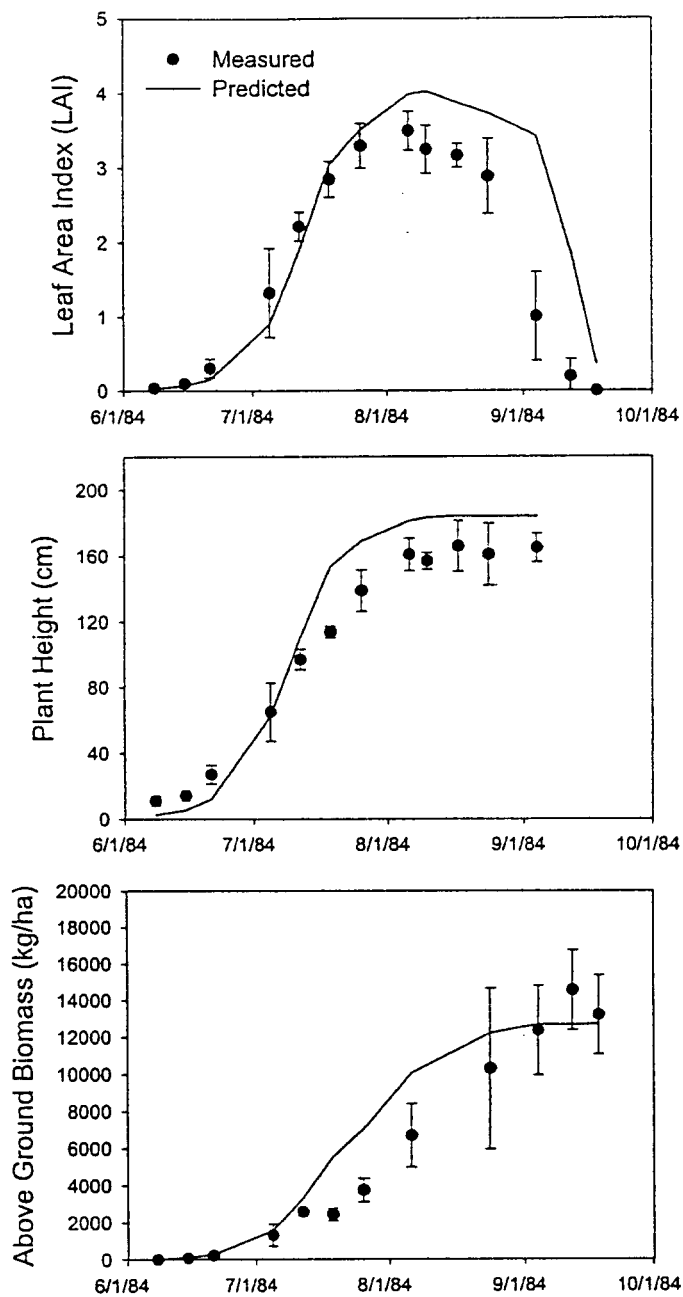 Measured
Predicted
Leaf Area Index (LAI)
5
4
3
2
1
0
6/1/84 7/1/84 8/1/84 9/1/84 10/1/84
Plant Height (cm)
200
160
120
80
40
0
6/1/84 7/1/84 8/1/84 9/1/84 10/1/84
Above Ground Biomass (kg/ha)
20000
18000
16000
14000
12000
10000
8000
6000
4000
2000
0
6/1/84 7/1/84 8/1/84 9/1/84 10/1/84